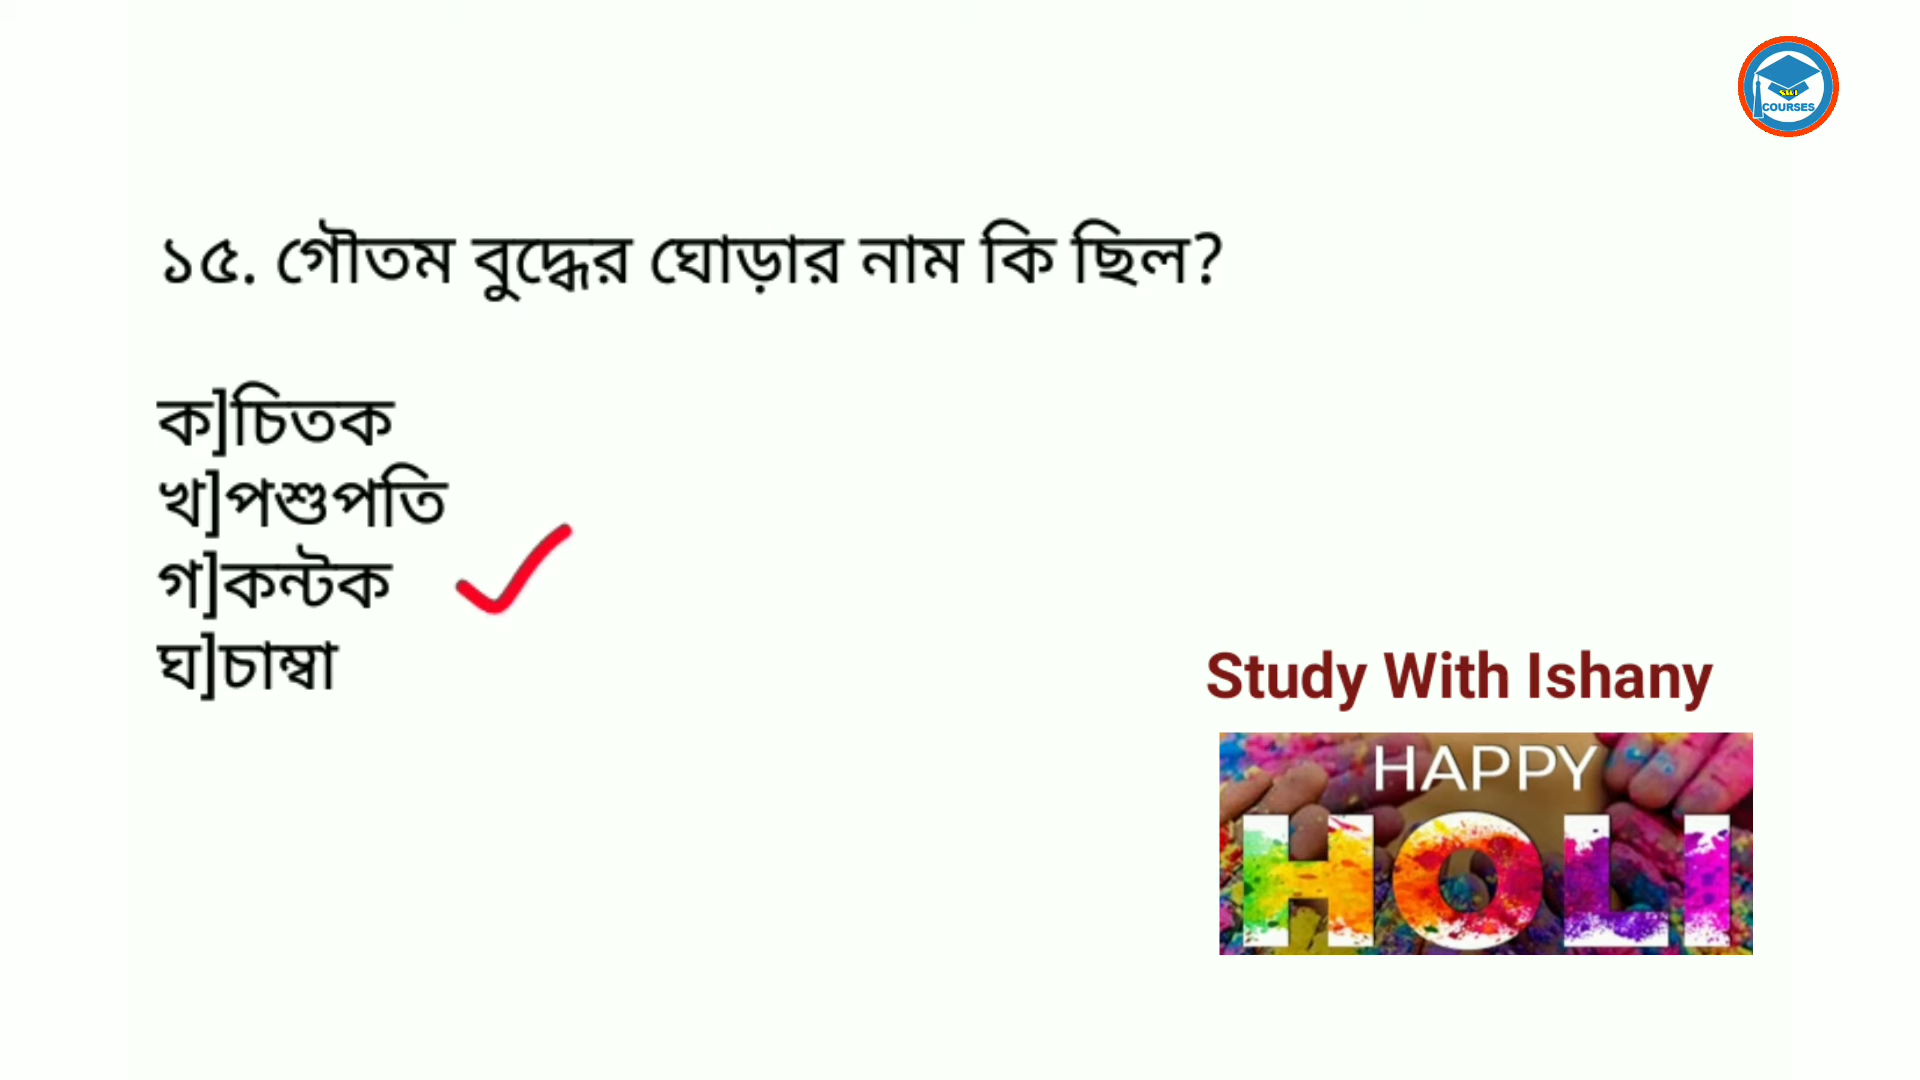 COURSES
১৫. গৌতম বুদ্ধের ঘোড়ার নাম কি ছিল?
ক]চিতক
খ]পশুপতি
গ]কন্টক
ঘ]চাম্বা
Study With Ishany
HAPPY
HOLI